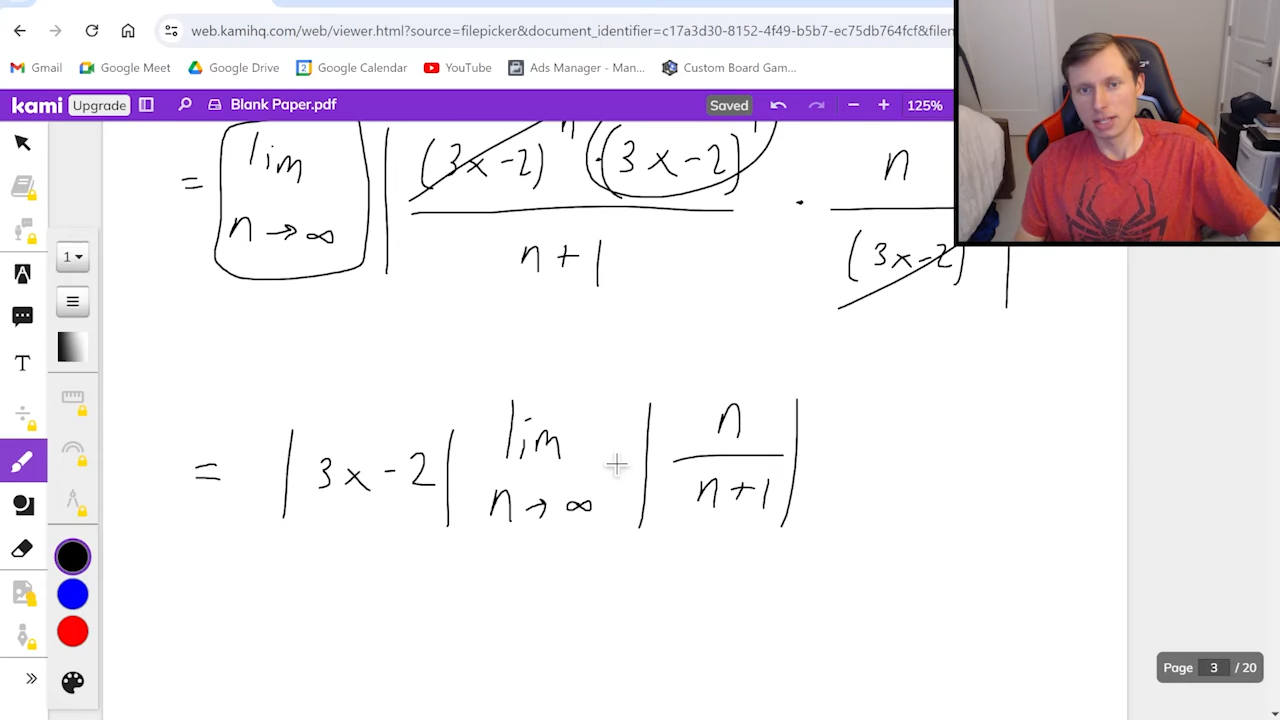 web.kamihq.com/web/viewer.html?source=filepicker&document_identifier=c17a3d30-8152-4f49-b5b7-ec75db764fcf&filen
Gmail Google Meet Google Drive 2 Google Calendar YouTube Ads Manager - Man... Custom Board Gam...
kami Upgrade Blank Paper.pdf Saved 125%
= lim n→∞ | (3x-2)^n (3x-2)^1 / n+1 · n / (3x-2) |
= |3x-2| lim n→∞ | n / n+1 |
1
T
A
Page 3 / 20